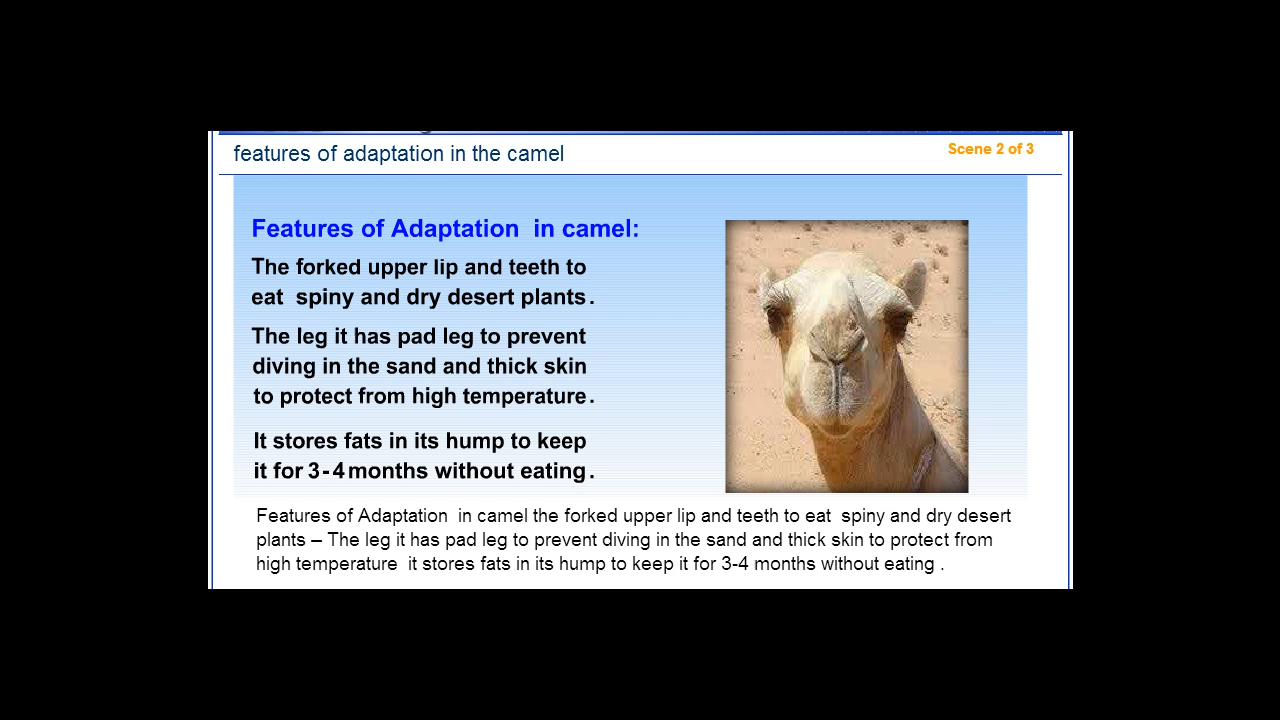 features of adaptation in the camel
Scene 2 of 3
Features of Adaptation in camel:
The forked upper lip and teeth to
eat spiny and dry desert plants.
The leg it has pad leg to prevent
diving in the sand and thick skin
to protect from high temperature.
It stores fats in its hump to keep
it for 3-4 months without eating.
Features of Adaptation in camel the forked upper lip and teeth to eat spiny and dry desert
plants – The leg it has pad leg to prevent diving in the sand and thick skin to protect from
high temperature it stores fats in its hump to keep it for 3-4 months without eating .